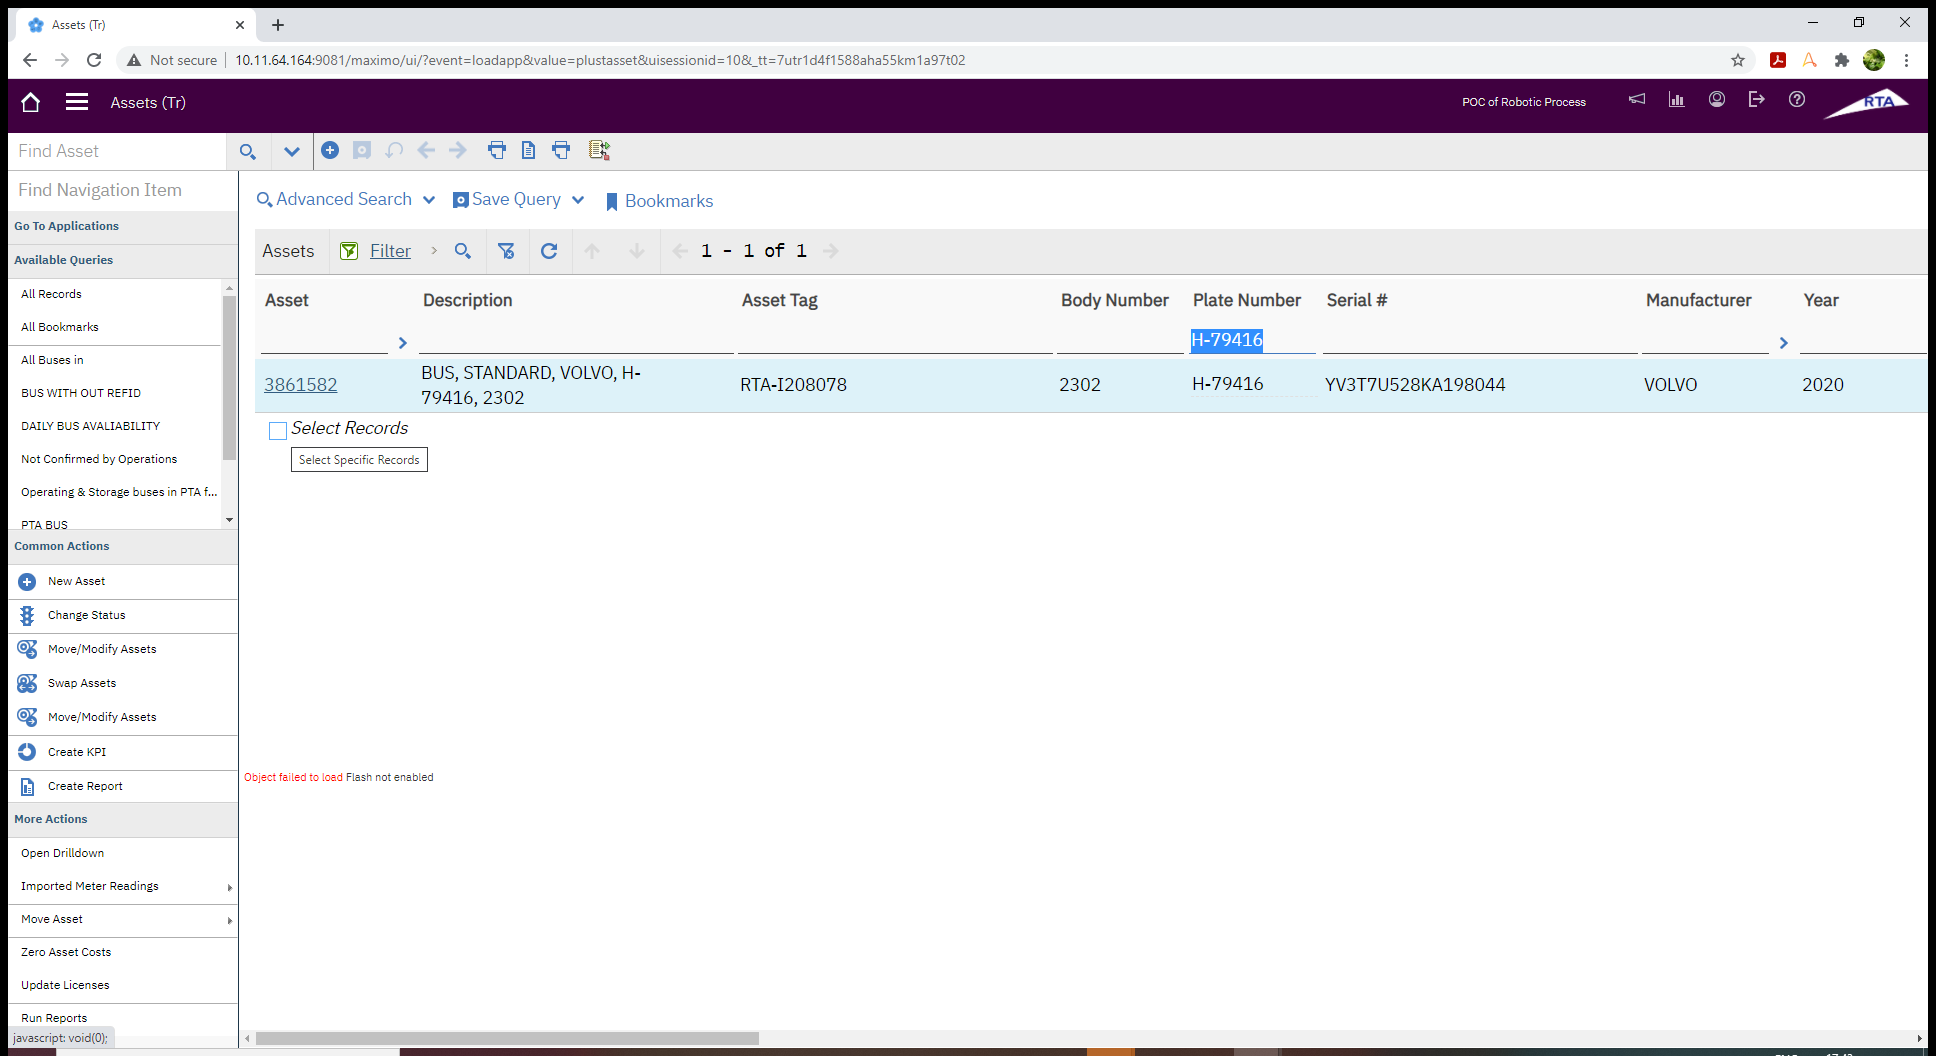 Assets (Tr)
Not secure
10.11.64.164:9081/maximo/ui/?event=loadapp&value=plustasset&uisessionid=10&_tt=7utr1d4f1588aha55km1a97t02
Assets (Tr)
POC of Robotic Process
RTA
Find Asset
Find Navigation Item
Go To Applications
Available Queries
All Records
All Bookmarks
All Buses in
BUS WITH OUT REFID
DAILY BUS AVALIABILITY
Not Confirmed by Operations
Operating & Storage buses in PTA f...
PTA BUS
Common Actions
New Asset
Change Status
Move/Modify Assets
Swap Assets
Move/Modify Assets
Create KPI
Create Report
More Actions
Open Drilldown
Imported Meter Readings
Move Asset
Zero Asset Costs
Update Licenses
Run Reports
javascript: void(0);
Advanced Search Save Query Bookmarks
Assets Filter 1 - 1 of 1
Asset Description Asset Tag Body Number Plate Number Serial # Manufacturer Year
H-79416
3861582 BUS, STANDARD, VOLVO, H-79416, 2302 RTA-I208078 2302 H-79416 YV3T7U528KA198044 VOLVO 2020
Select Records
Select Specific Records
Object failed to load Flash not enabled